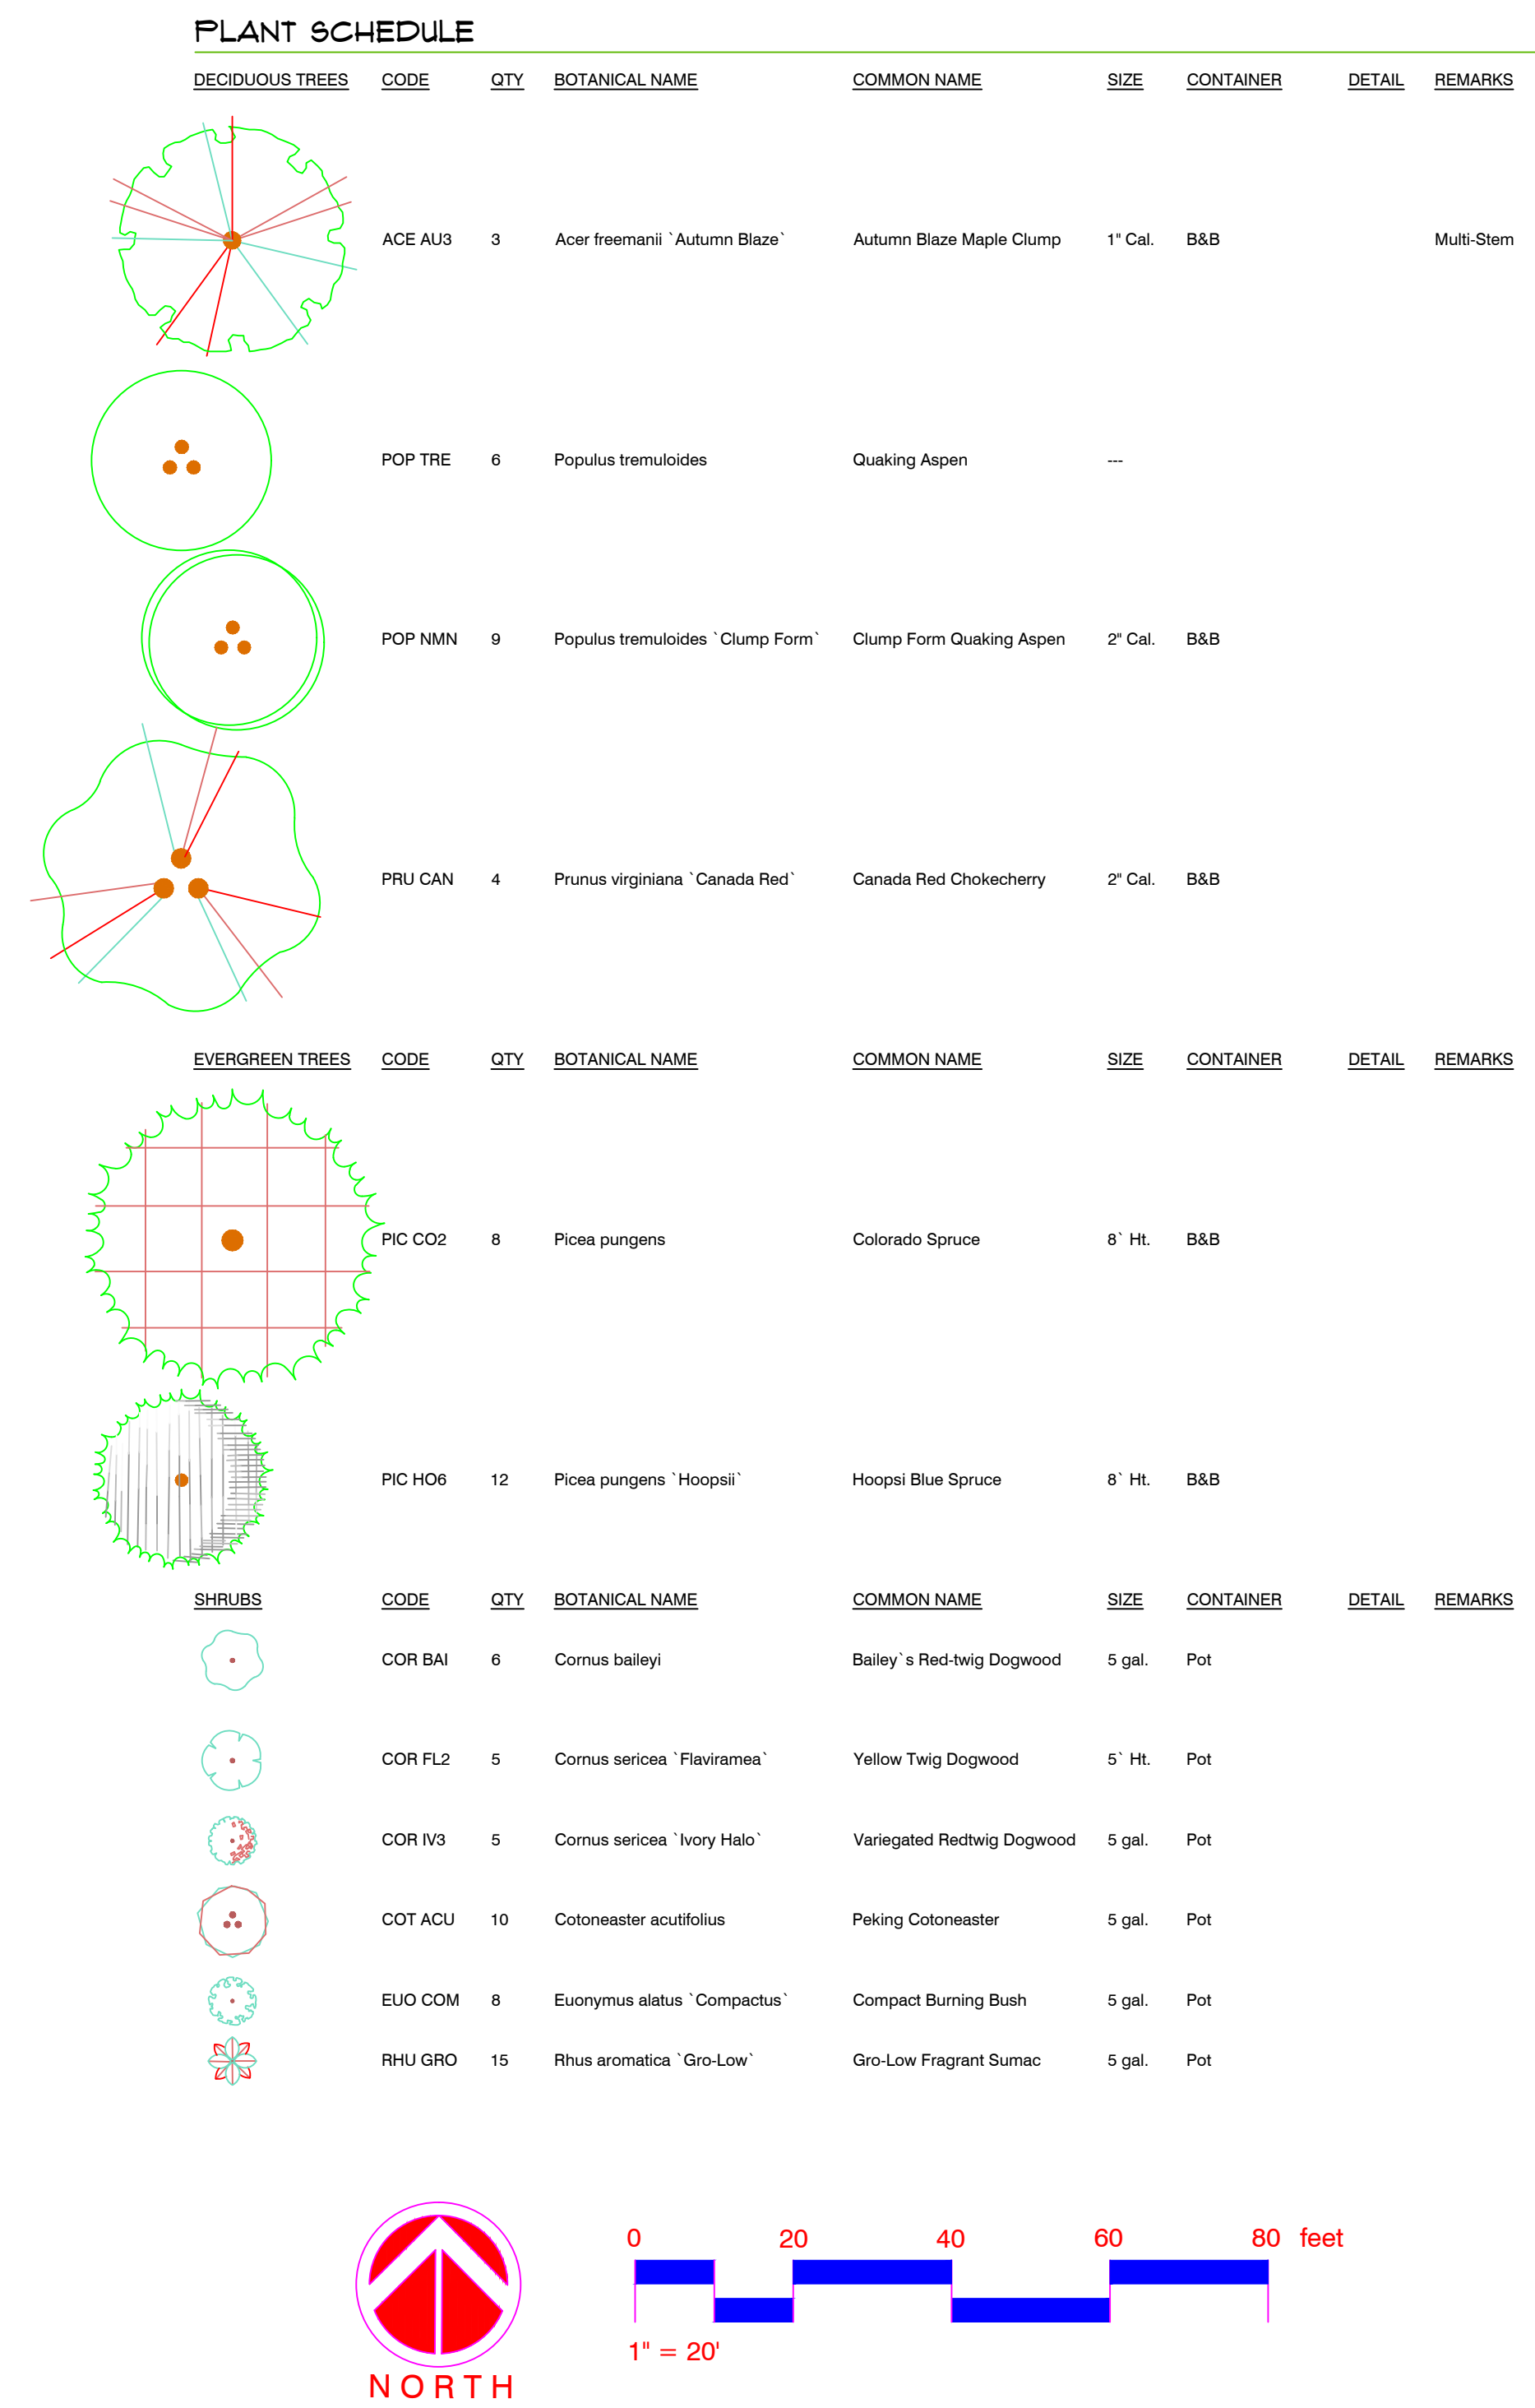 PLANT SCHEDULE
DECIDUOUS TREES CODE QTY BOTANICAL NAME COMMON NAME SIZE CONTAINER DETAIL REMARKS
ACE AU3 3 Acer freemanii `Autumn Blaze` Autumn Blaze Maple Clump 1" Cal. B&B Multi-Stem
POP TRE 6 Populus tremuloides Quaking Aspen ---
POP NMN 9 Populus tremuloides `Clump Form` Clump Form Quaking Aspen 2" Cal. B&B
PRU CAN 4 Prunus virginiana `Canada Red` Canada Red Chokecherry 2" Cal. B&B
EVERGREEN TREES CODE QTY BOTANICAL NAME COMMON NAME SIZE CONTAINER DETAIL REMARKS
PIC CO2 8 Picea pungens Colorado Spruce 8` Ht. B&B
PIC HO6 12 Picea pungens `Hoopsii` Hoopsi Blue Spruce 8` Ht. B&B
SHRUBS CODE QTY BOTANICAL NAME COMMON NAME SIZE CONTAINER DETAIL REMARKS
COR BAI 6 Cornus baileyi Bailey`s Red-twig Dogwood 5 gal. Pot
COR FL2 5 Cornus sericea `Flaviramea` Yellow Twig Dogwood 5` Ht. Pot
COR IV3 5 Cornus sericea `Ivory Halo` Variegated Redtwig Dogwood 5 gal. Pot
COT ACU 10 Cotoneaster acutifolius Peking Cotoneaster 5 gal. Pot
EUO COM 8 Euonymus alatus `Compactus` Compact Burning Bush 5 gal. Pot
RHU GRO 15 Rhus aromatica `Gro-Low` Gro-Low Fragrant Sumac 5 gal. Pot
0 20 40 60 80 feet
1" = 20'
NORTH